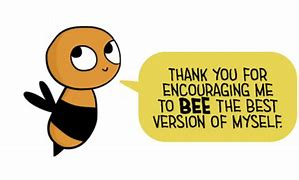 THANK YOU FOR
ENCOURAGING ME
TO BEE THE BEST
VERSION OF MYSELF.